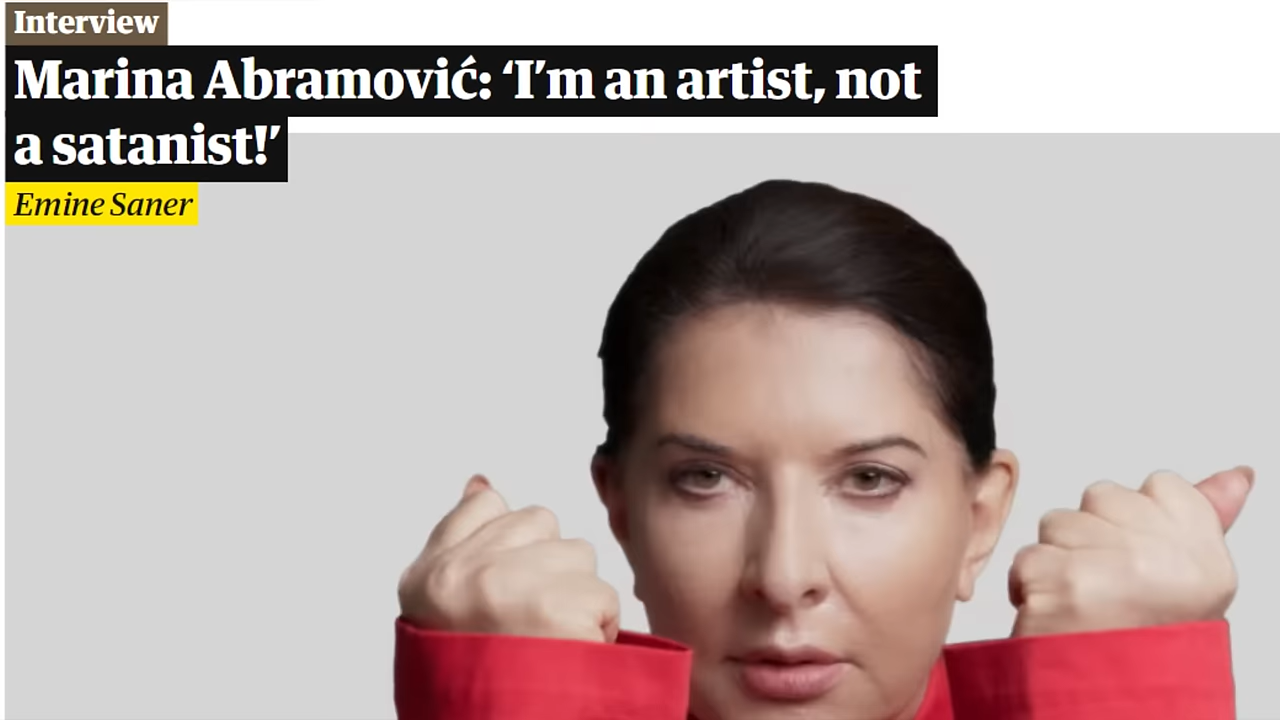 Interview
Marina Abramović: ‘I’m an artist, not
a satanist!’
Emine Saner